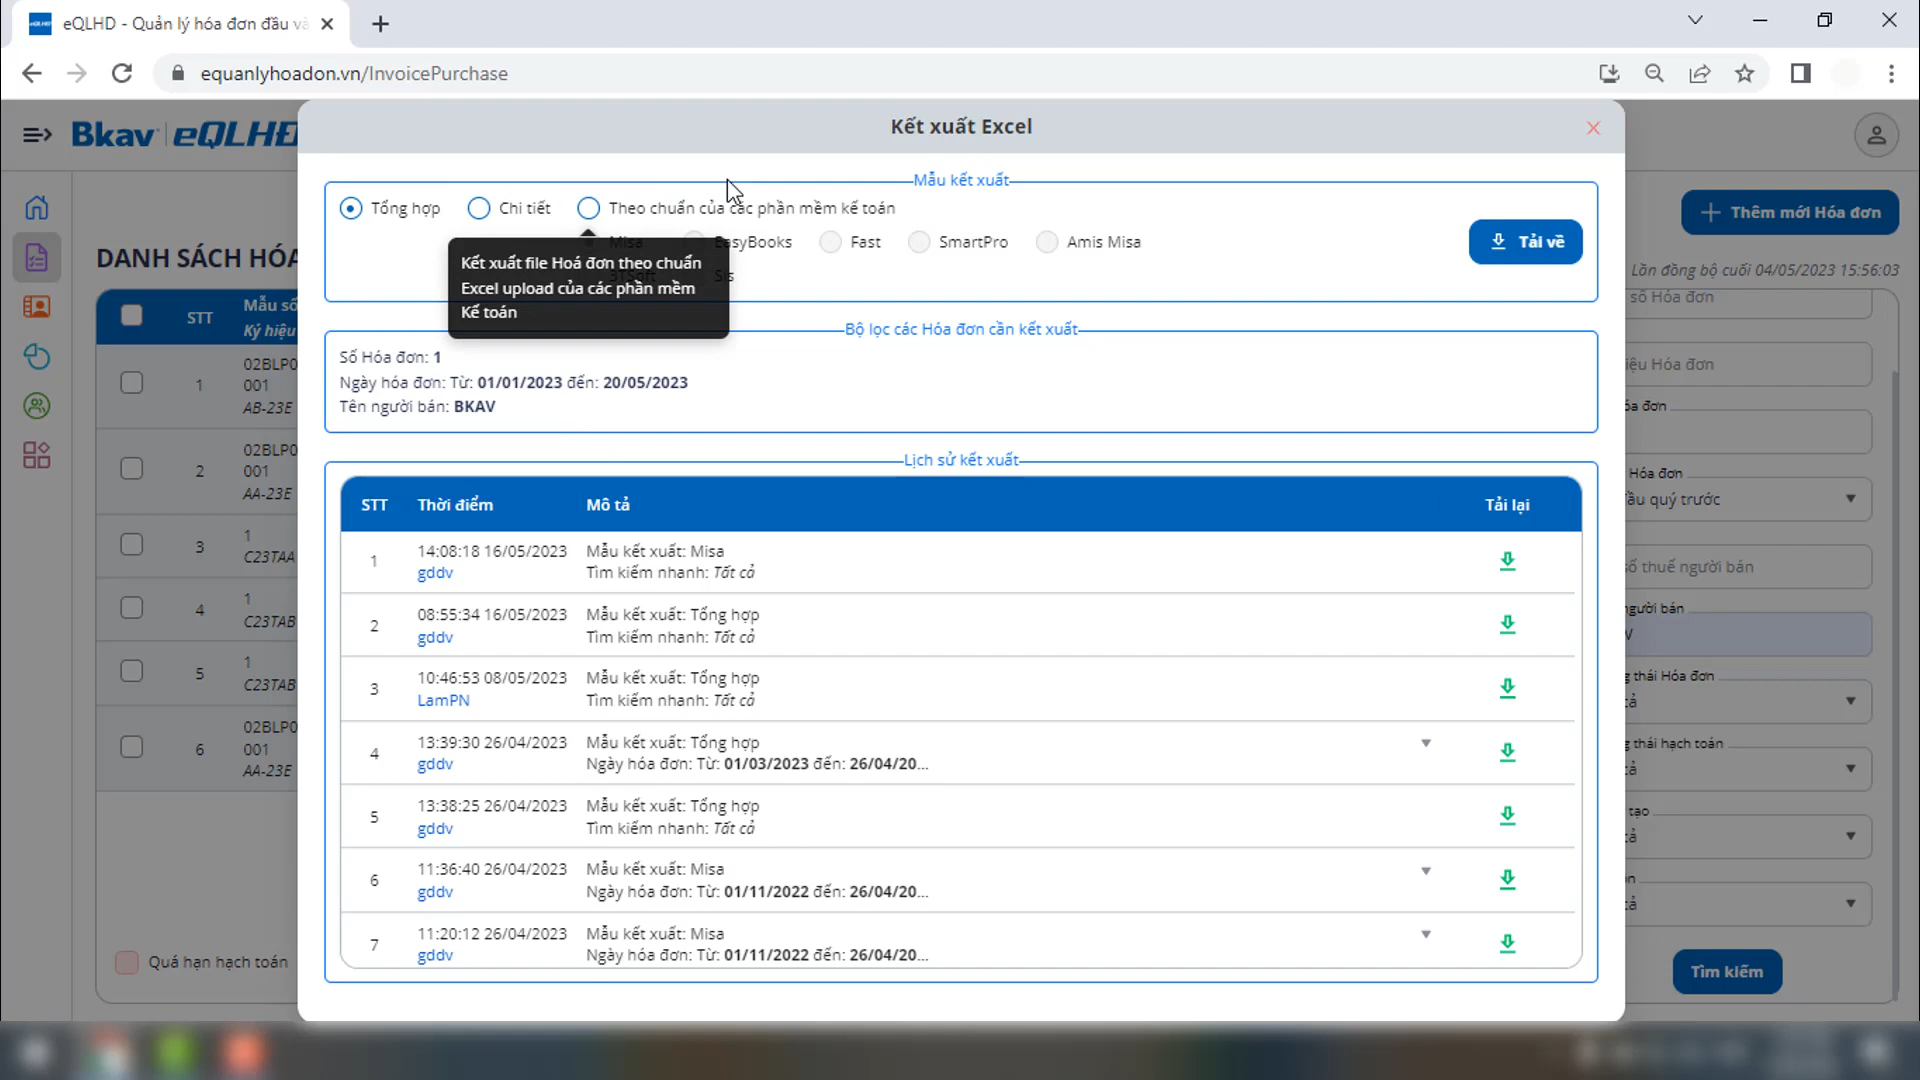 eQLHD - Quản lý hóa đơn đầu và
equanlyhoadon.vn/InvoicePurchase
Bkav eQLHĐ
Kết xuất Excel
Mẫu kết xuất
Tổng hợp
Chi tiết
Theo chuẩn của các phần mềm kế toán
Misa
EasyBooks
Fast
SmartPro
Amis Misa
3TSoft
Sis
Tải về
Kết xuất file Hoá đơn theo chuẩn
Excel upload của các phần mềm
Kế toán
Thêm mới Hóa đơn
Lần đồng bộ cuối 04/05/2023 15:56:03
DANH SÁCH HÓA
STT
Mẫu số
Ký hiệu
1
02BLP0
001
AB-23E
2
02BLP0
001
AA-23E
3
1
C23TAA
4
1
C23TAB
5
1
C23TAB
6
02BLP0
001
AA-23E
Quá hạn hạch toán
Bộ lọc các Hóa đơn cần kết xuất
Số Hóa đơn: 1
Ngày hóa đơn: Từ: 01/01/2023 đến: 20/05/2023
Tên người bán: BKAV
Lịch sử kết xuất
STT
Thời điểm
Mô tả
Tải lại
1
14:08:18 16/05/2023
gddv
Mẫu kết xuất: Misa
Tìm kiếm nhanh: Tất cả
2
08:55:34 16/05/2023
gddv
Mẫu kết xuất: Tổng hợp
Tìm kiếm nhanh: Tất cả
3
10:46:53 08/05/2023
LamPN
Mẫu kết xuất: Tổng hợp
Tìm kiếm nhanh: Tất cả
4
13:39:30 26/04/2023
gddv
Mẫu kết xuất: Tổng hợp
Ngày hóa đơn: Từ: 01/03/2023 đến: 26/04/20...
5
13:38:25 26/04/2023
gddv
Mẫu kết xuất: Tổng hợp
Tìm kiếm nhanh: Tất cả
6
11:36:40 26/04/2023
gddv
Mẫu kết xuất: Misa
Ngày hóa đơn: Từ: 01/11/2022 đến: 26/04/20...
7
11:20:12 26/04/2023
gddv
Mẫu kết xuất: Misa
Ngày hóa đơn: Từ: 01/11/2022 đến: 26/04/20...
số Hóa đơn
iệu Hóa đơn
óa đơn
Hóa đơn
ầu quý trước
số thuế người bán
người bán
V
g thái Hóa đơn
cả
g thái hạch toán
cả
tạo
cả
cả
Tìm kiếm